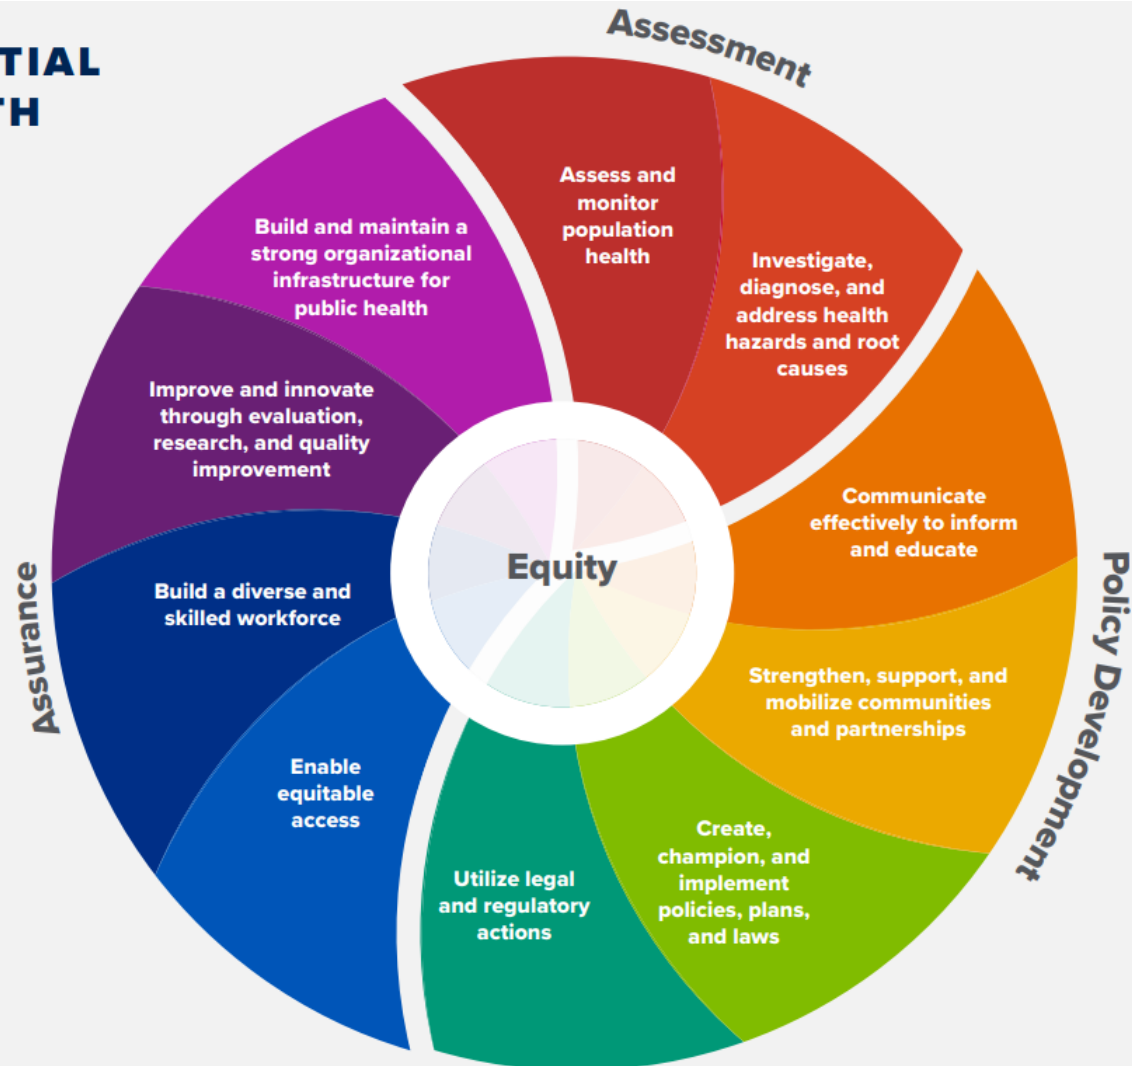 TIAL
TH
Assessment
Assess and
monitor
population
health
Investigate,
diagnose, and
address health
hazards and root
causes
Communicate
effectively to inform
and educate
Policy Development
Strengthen, support, and
mobilize communities
and partnerships
Create,
champion, and
implement
policies, plans,
and laws
Utilize legal
and regulatory
actions
Assurance
Enable
equitable
access
Build a diverse and
skilled workforce
Improve and innovate
through evaluation,
research, and quality
improvement
Build and maintain a
strong organizational
infrastructure for
public health
Equity